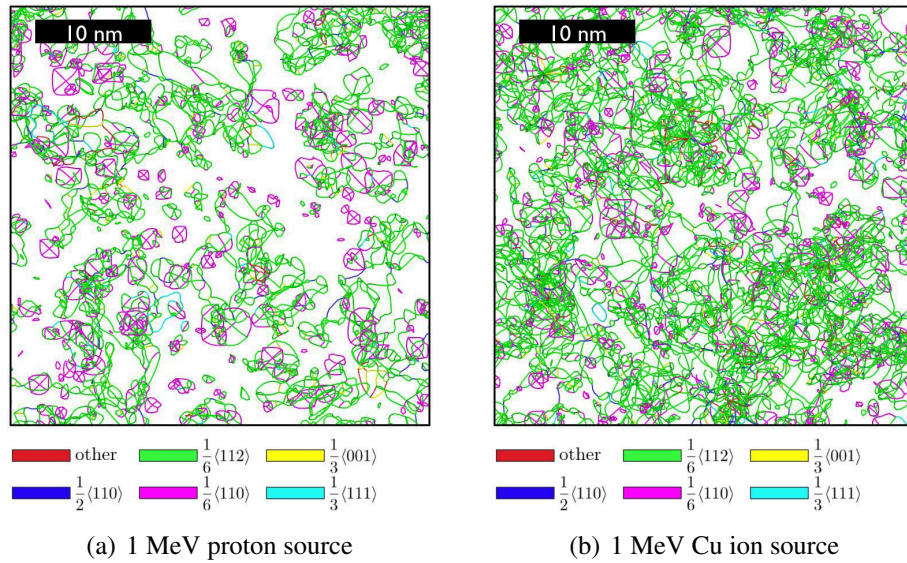 10 nm
10 nm
other 1/6⟨112⟩ 1/3⟨001⟩
1/2⟨110⟩ 1/6⟨110⟩ 1/3⟨111⟩
other 1/6⟨112⟩ 1/3⟨001⟩
1/2⟨110⟩ 1/6⟨110⟩ 1/3⟨111⟩
(a) 1 MeV proton source
(b) 1 MeV Cu ion source